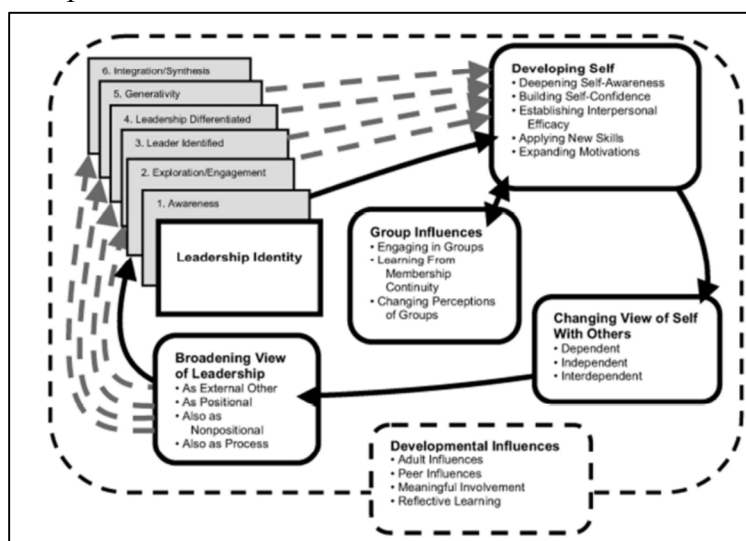 6. Integration/Synthesis
5. Generativity
4. Leadership Differentiated
3. Leader Identified
2. Exploration/Engagement
1. Awareness
Leadership Identity
Developing Self
• Deepening Self-Awareness
• Building Self-Confidence
• Establishing Interpersonal
Efficacy
• Applying New Skills
• Expanding Motivations
Group Influences
• Engaging in Groups
• Learning From
Membership
Continuity
• Changing Perceptions
of Groups
Changing View of Self
With Others
• Dependent
• Independent
• Interdependent
Broadening View
of Leadership
• As External Other
• As Positional
• Also as
Nonpositional
• Also as Process
Developmental Influences
• Adult Influences
• Peer Influences
• Meaningful Involvement
• Reflective Learning